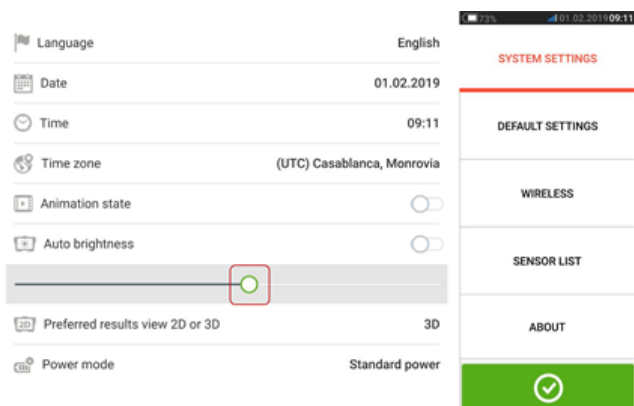 73% 01.02.2019 09:11
Language English
Date 01.02.2019
Time 09:11
Time zone (UTC) Casablanca, Monrovia
Animation state
Auto brightness
2D Preferred results view 2D or 3D 3D
Power mode Standard power
SYSTEM SETTINGS
DEFAULT SETTINGS
WIRELESS
SENSOR LIST
ABOUT